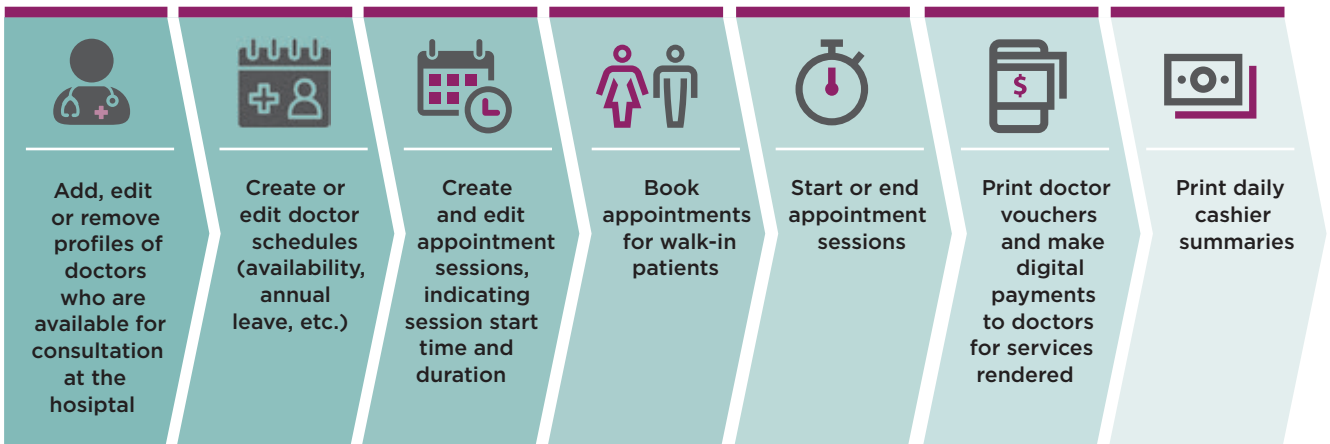 Add, edit
or remove
profiles of
doctors
who are
available for
consultation
at the
hosiptal
Create or
edit doctor
schedules
(availability,
annual
leave, etc.)
Create
and edit
appointment
sessions,
indicating
session start
time and
duration
Book
appointments
for walk-in
patients
Start or end
appointment
sessions
$
Print doctor
vouchers
and make
digital
payments
to doctors
for services
rendered
Print daily
cashier
summaries